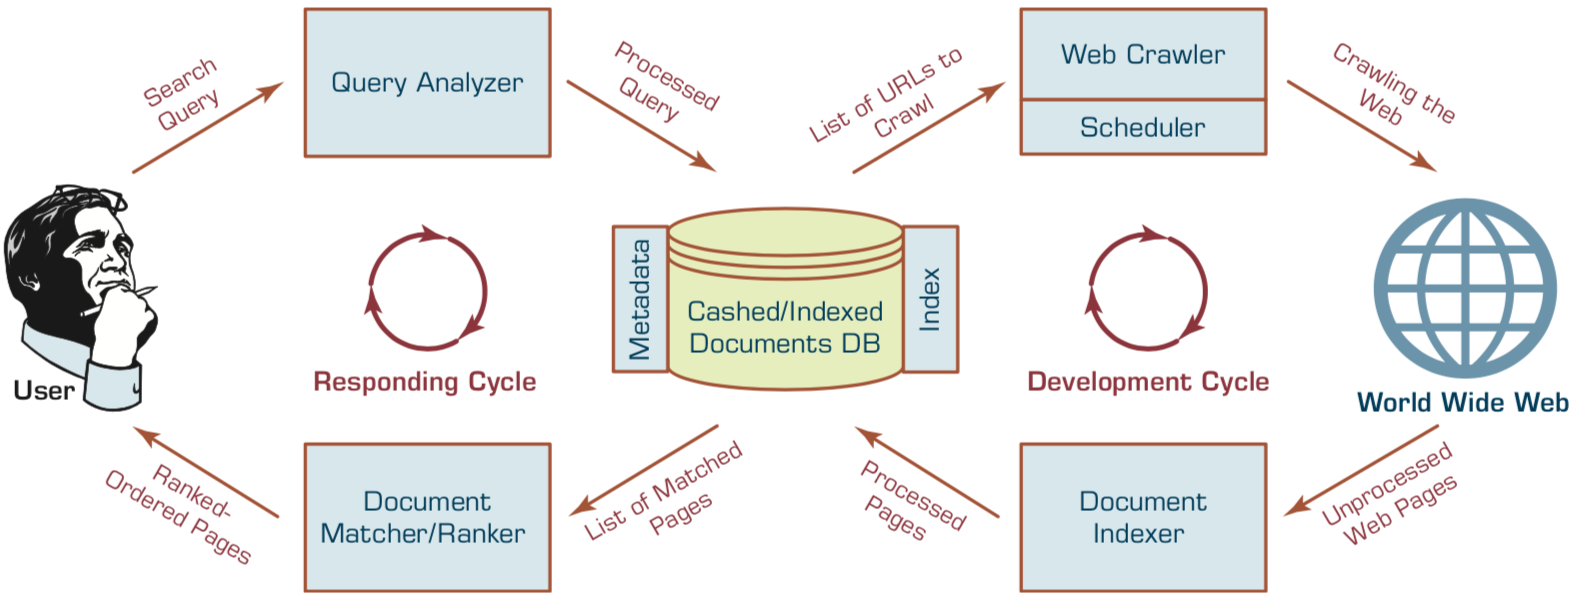 Search
Query
Query Analyzer
Processed
Query
List of URLs to
Crawl
Web Crawler
Scheduler
Crawling the
Web
User
Responding Cycle
Metadata
Cashed/Indexed
Documents DB
Index
Development Cycle
World Wide Web
Ranked-
Ordered Pages
Document
Matcher/Ranker
List of Matched
Pages
Processed
Pages
Document
Indexer
Unprocessed
Web Pages